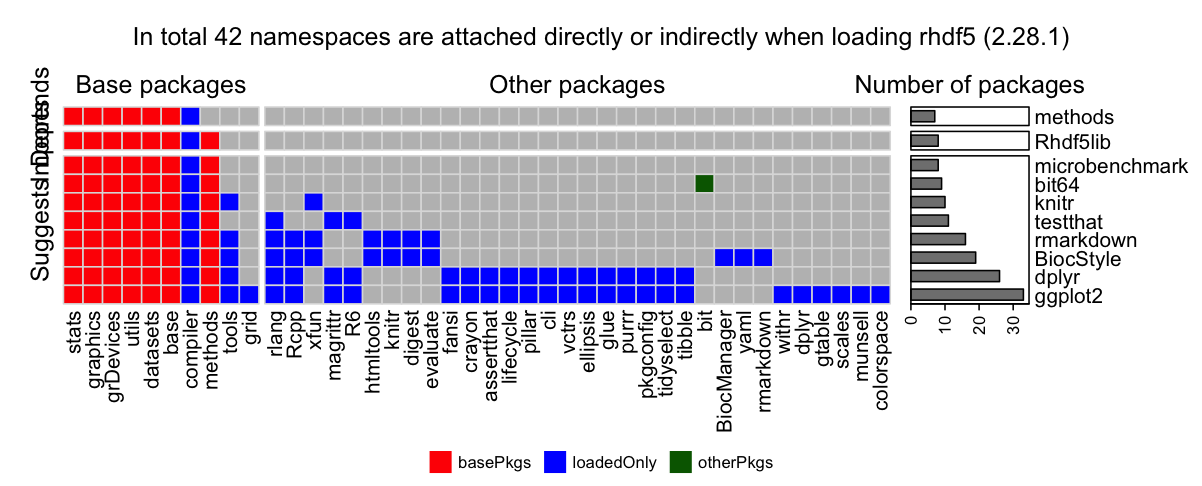 In total 42 namespaces are attached directly or indirectly when loading rhdf5 (2.28.1)
Base packages
Other packages
Number of packages
Depends
Imports
Suggests
methods
Rhdf5lib
microbenchmark
bit64
knitr
testthat
rmarkdown
BiocStyle
dplyr
ggplot2
0
10
20
30
stats
graphics
grDevices
utils
datasets
base
compiler
methods
tools
grid
rlang
Rcpp
xfun
magrittr
R6
htmltools
knitr
digest
evaluate
fansi
crayon
assertthat
lifecycle
pillar
cli
vctrs
ellipsis
glue
purrr
pkgconfig
tidyselect
tibble
bit
BiocManager
yaml
rmarkdown
withr
dplyr
gtable
scales
munsell
colorspace
basePkgs
loadedOnly
otherPkgs